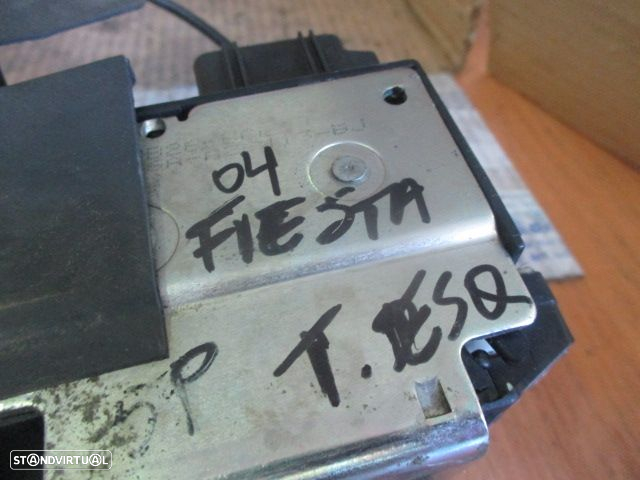 04
FIESTA
T. ESQ
5P
STANDVIRTUAL